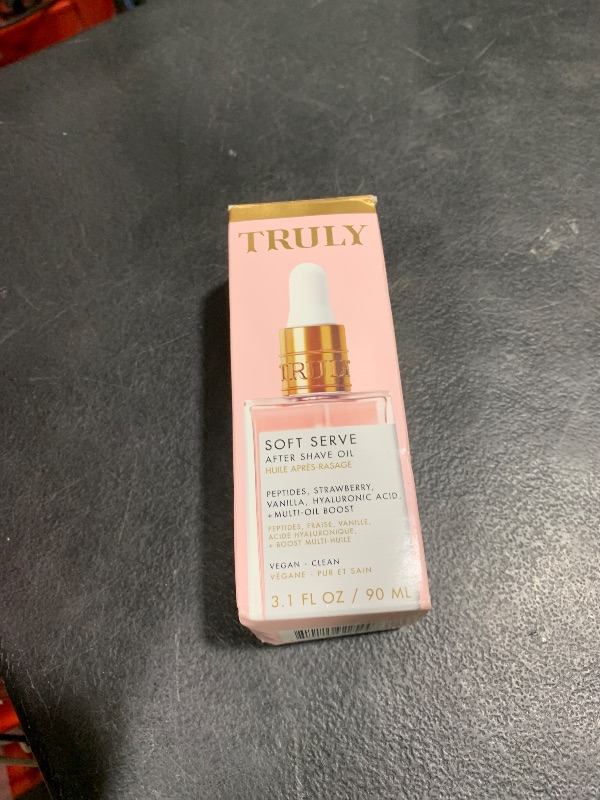 TRULY
TRULY
SOFT SERVE
AFTER SHAVE OIL
HUILE APRÈS-RASAGE
PEPTIDES, STRAWBERRY,
VANILLA, HYALURONIC ACID,
+MULTI-OIL BOOST
PEPTIDES, FRAISE, VANILLE,
ACIDE HYALURONIQUE,
+ BOOST MULTI-HUILE
VEGAN · CLEAN
VÉGANE · PUR ET SAIN
3.1 FL OZ / 90 ML